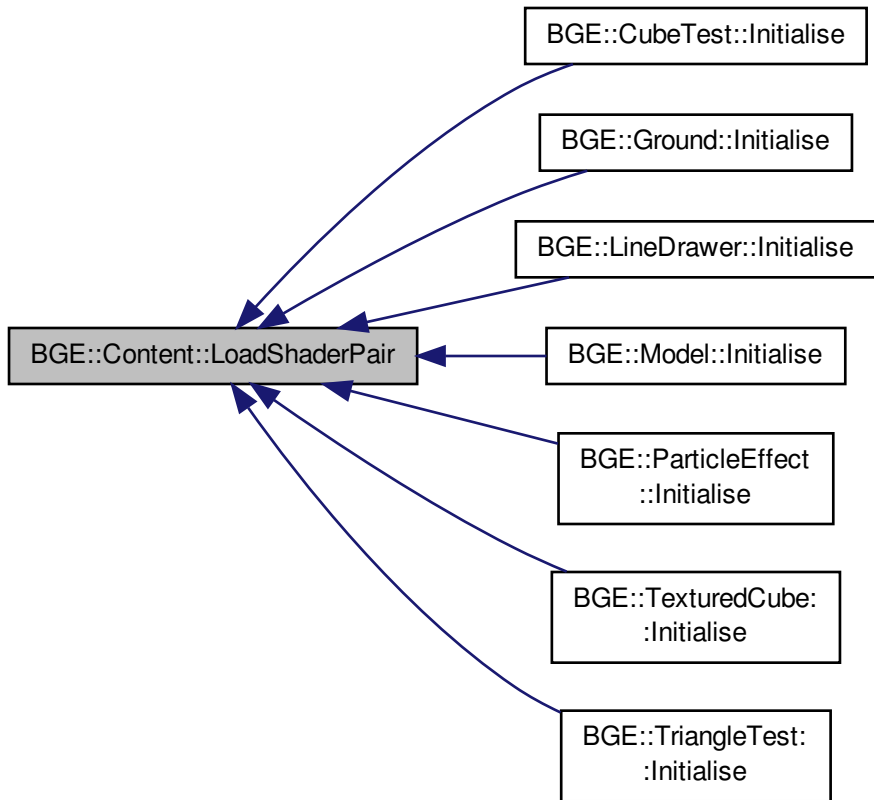 BGE::CubeTest::Initialise
BGE::Ground::Initialise
BGE::LineDrawer::Initialise
BGE::Content::LoadShaderPair
BGE::Model::Initialise
BGE::ParticleEffect
::Initialise
BGE::TexturedCube:
:Initialise
BGE::TriangleTest:
:Initialise